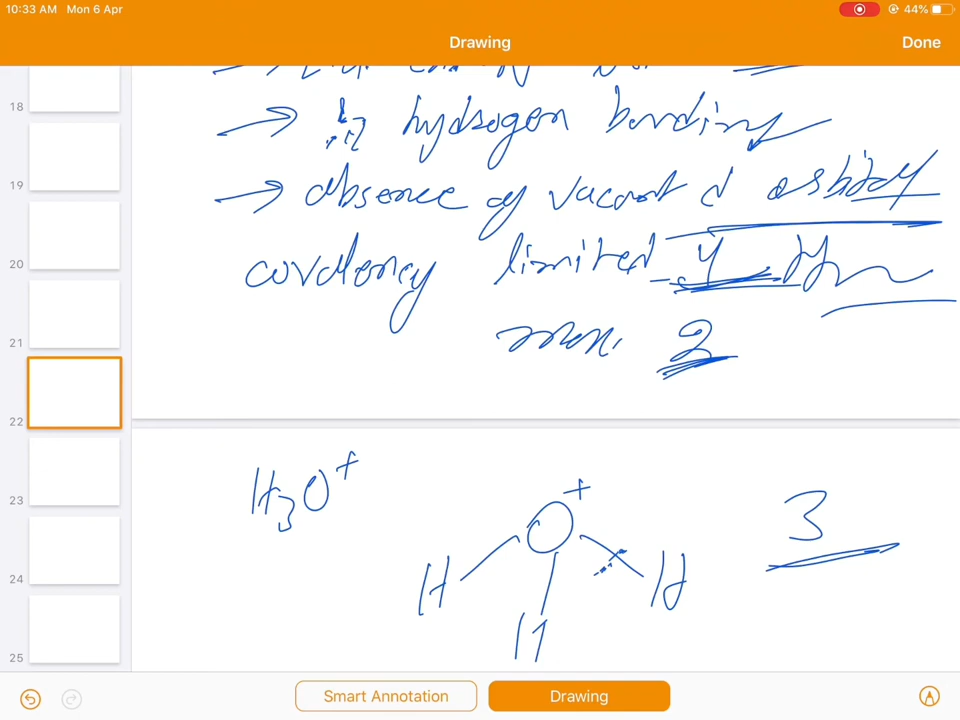 10:33 AM Mon 6 Apr
44%
Drawing
Done
18
→ hydrogen bonding
19
→ absence of vacant d orbital
20
covalency limited 4
21
max. 2
22
H3O+
23
O+
3
24
H H
H
25
Smart Annotation
Drawing